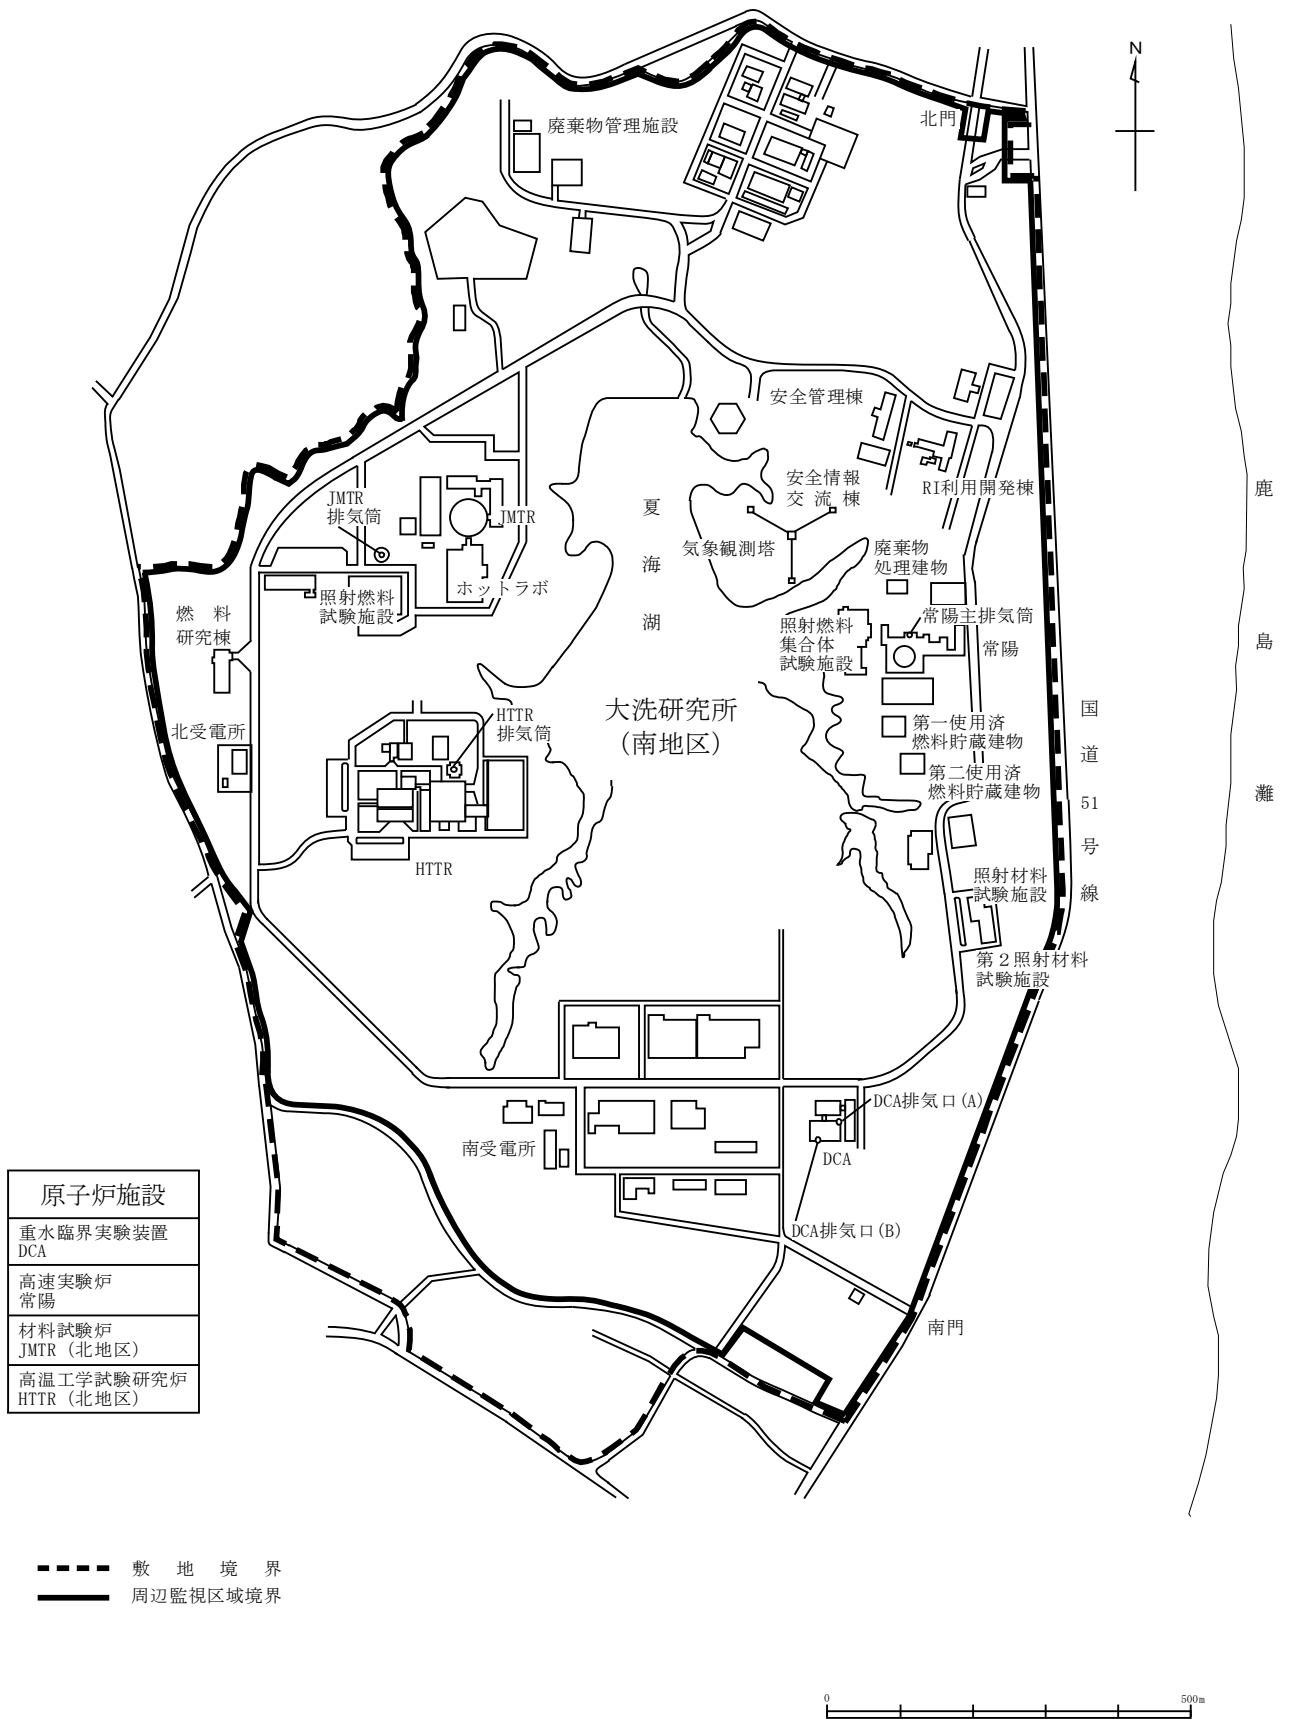 N
北門
廃棄物管理施設
安全管理棟
安全情報
交 流 棟
RI利用開発棟
JMTR
排気筒
JMTR
夏
海
湖
気象観測塔
廃棄物
処理建物
ホットラボ
照射燃料
試験施設
燃 料
研究棟
常陽主排気筒
照射燃料
集合体
試験施設
常陽
大洗研究所
（南地区）
HTTR
排気筒
北受電所
第一使用済
燃料貯蔵建物
第二使用済
燃料貯蔵建物
HTTR
照射材料
試験施設
第２照射材料
試験施設
国
道
51
号
線
鹿
島
灘
DCA排気口(A)
南受電所
DCA
DCA排気口(B)
南門
原子炉施設
重水臨界実験装置
DCA
高速実験炉
常陽
材料試験炉
JMTR（北地区）
高温工学試験研究炉
HTTR（北地区）
敷 地 境 界
周辺監視区域境界
0 500m